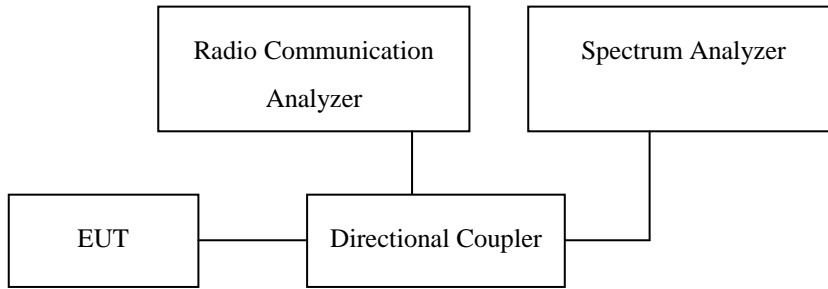 Radio Communication
Analyzer
Spectrum Analyzer
EUT
Directional Coupler